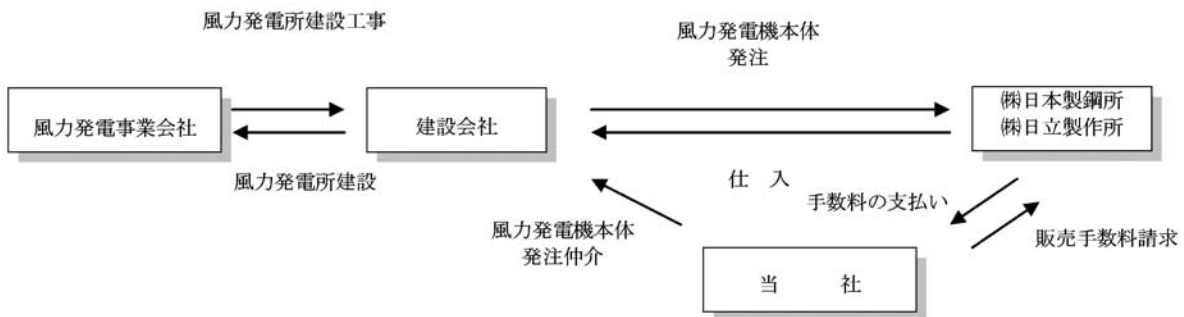 風力発電所建設工事
風力発電機本体
発注
風力発電事業会社
建設会社
㈱日本製鋼所
㈱日立製作所
風力発電所建設
仕　入
手数料の支払い
風力発電機本体
発注仲介
販売手数料請求
当　　社